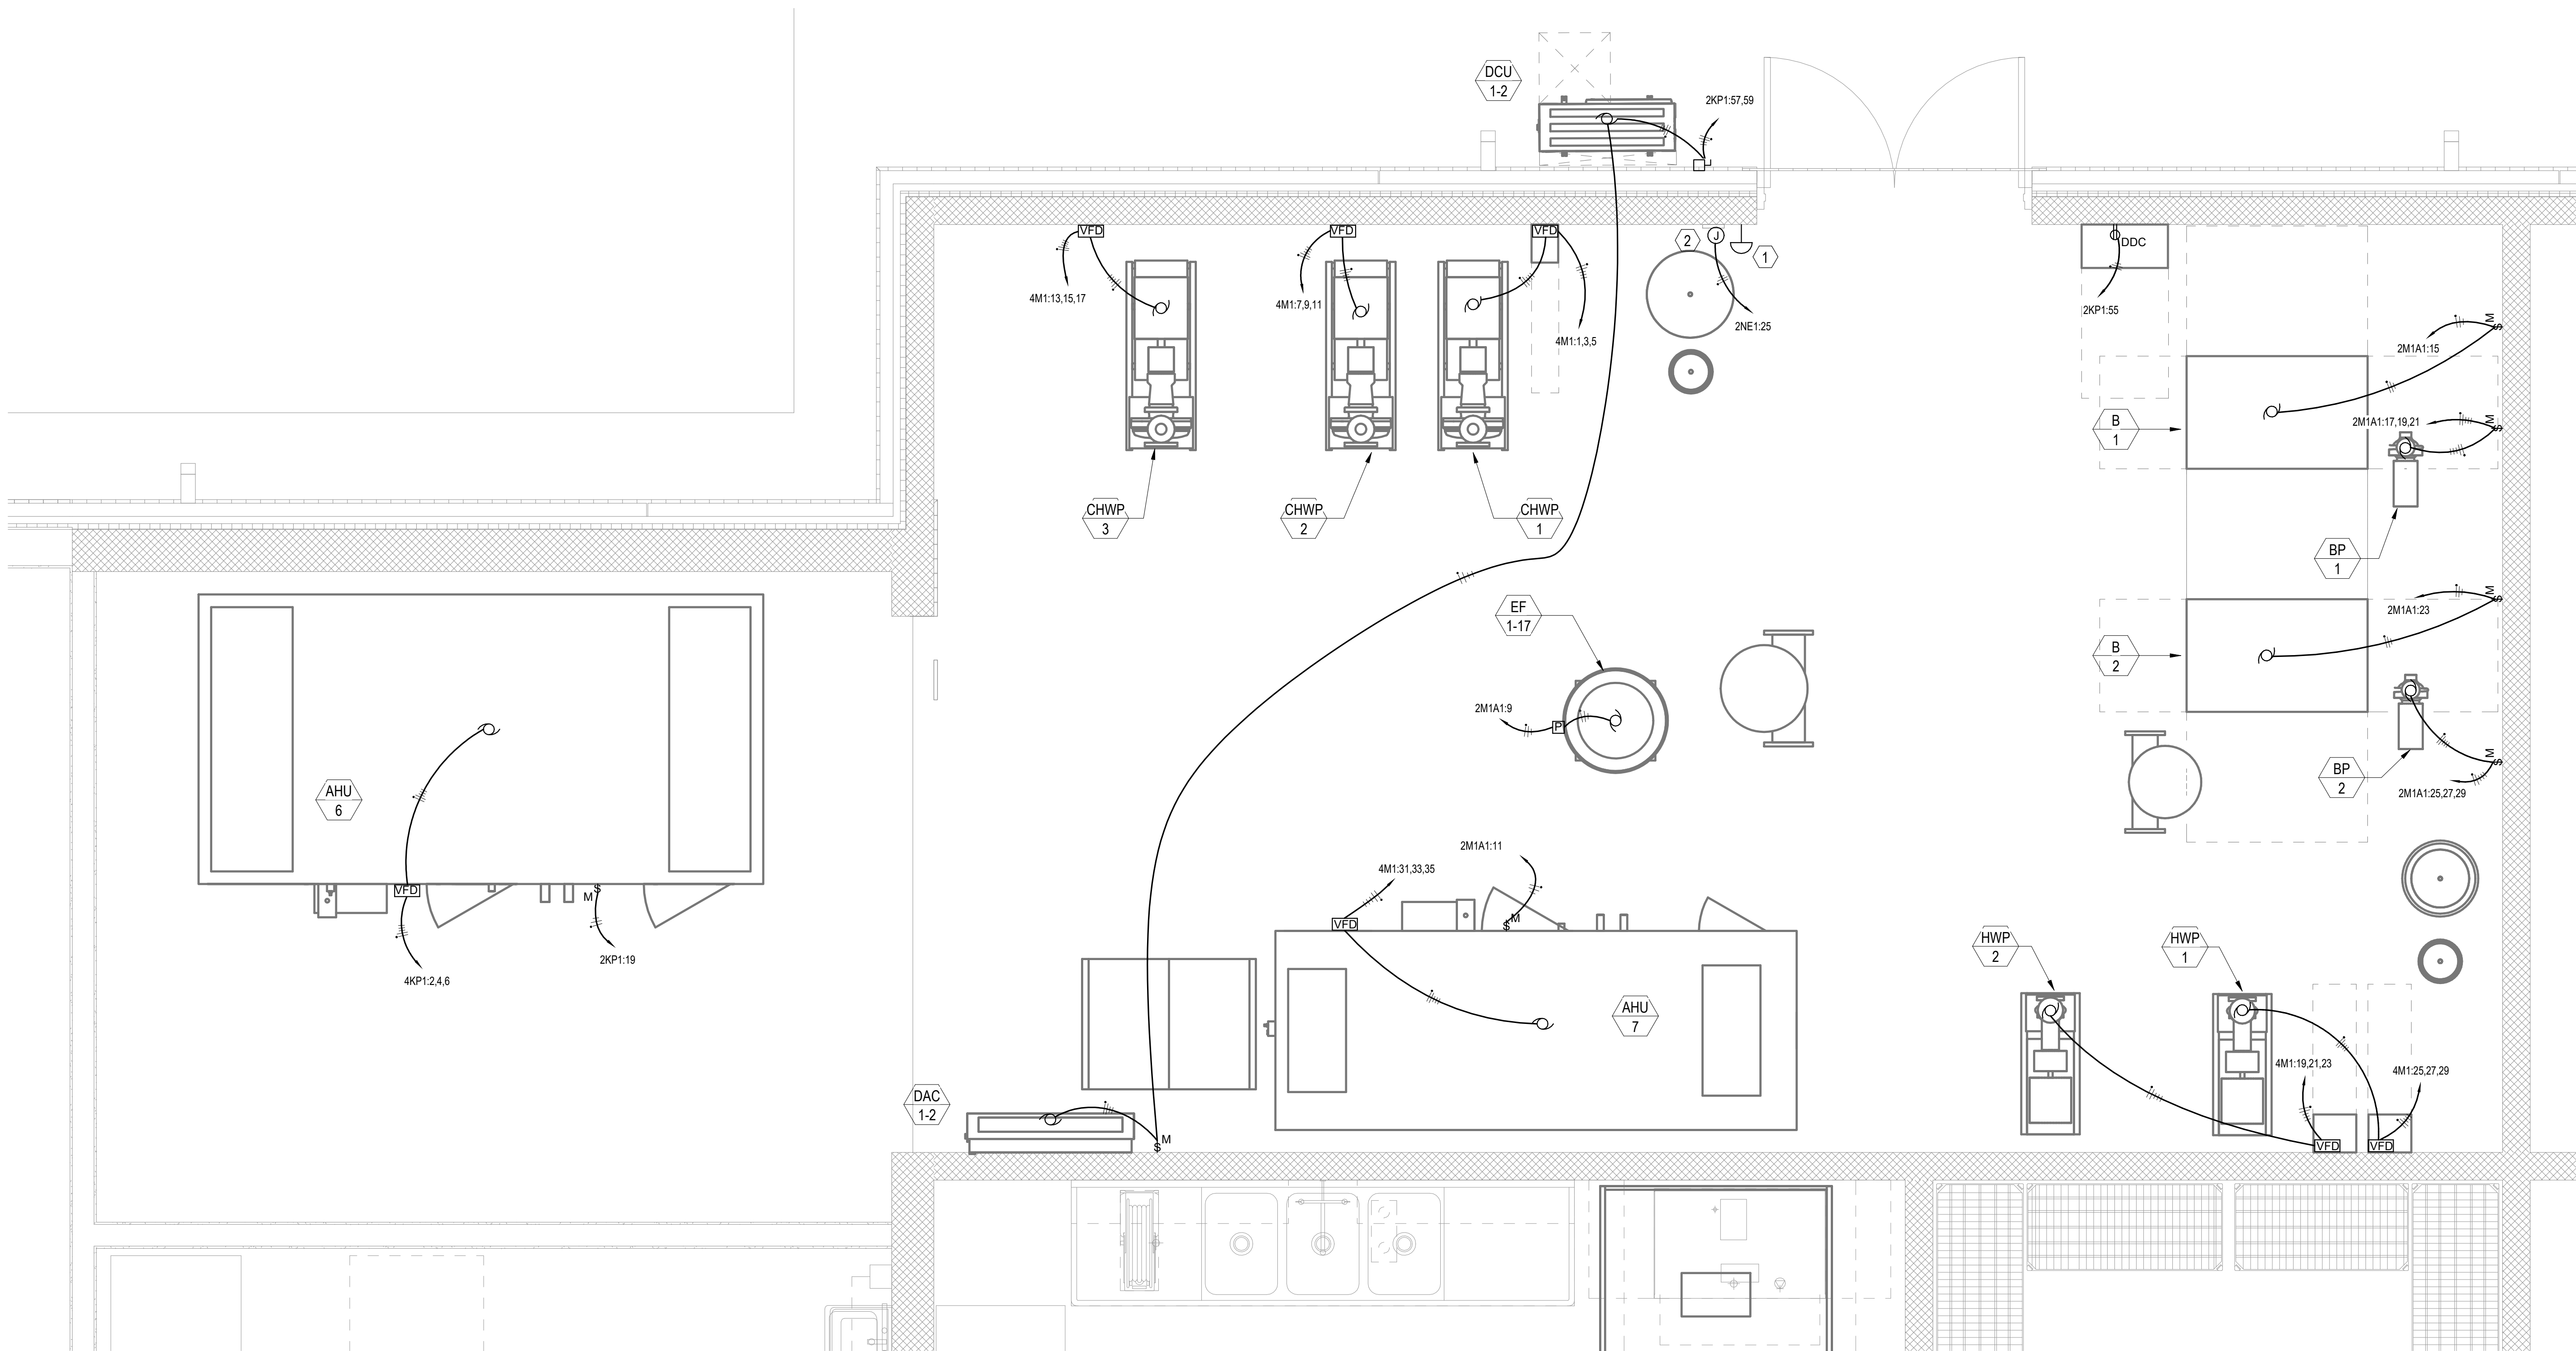 DCU
1-2
2KP1:57,59
VFD
VFD
VFD
2
J
1
DDC
4M1:13,15,17
4M1:7,9,11
4M1:1,3,5
2NE1:25
2KP1:55
M
$
2M1A1:15
B
1
2M1A1:17,19,21
M
$
CHWP
3
CHWP
2
CHWP
1
BP
1
EF
1-17
2M1A1:23
M
$
B
2
2M1A1:9
P
BP
2
M
$
2M1A1:25,27,29
AHU
6
VFD
M
$
4KP1:2,4,6
2KP1:19
2M1A1:11
4M1:31,33,35
VFD
M
$
AHU
7
HWP
2
HWP
1
4M1:19,21,23
4M1:25,27,29
DAC
1-2
M
$
VFD
VFD